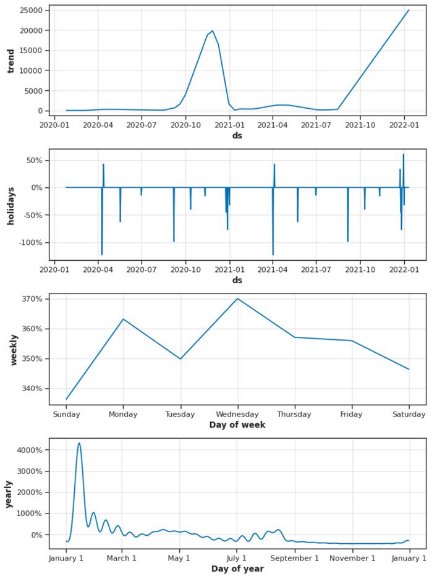 25000
20000
15000
10000
5000
0
trend
2020-01 2020-04 2020-07 2020-10 2021-01 2021-04 2021-07 2021-10 2022-01
ds
50%
0%
-50%
-100%
holidays
2020-01 2020-04 2020-07 2020-10 2021-01 2021-04 2021-07 2021-10 2022-01
ds
370%
360%
350%
340%
weekly
Sunday Monday Tuesday Wednesday Thursday Friday Saturday
Day of week
4000%
3000%
2000%
1000%
0%
yearly
January 1 March 1 May 1 July 1 September 1 November 1 January 1
Day of year